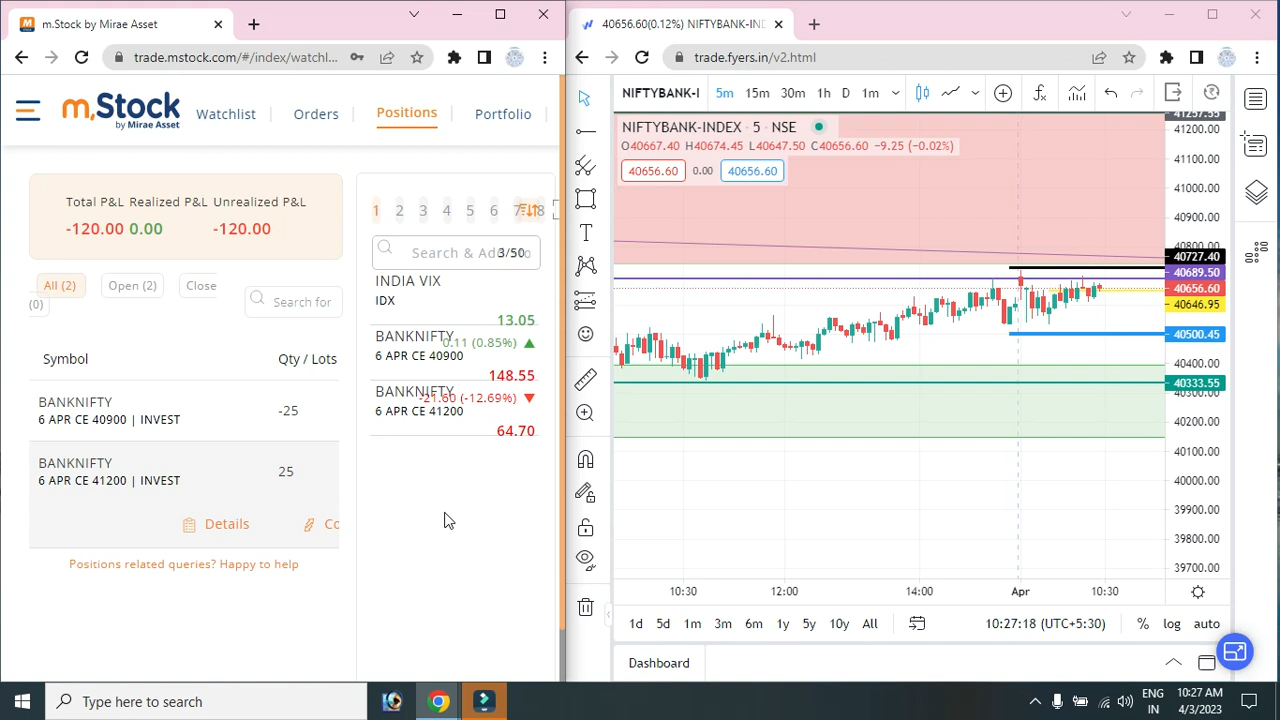 m.Stock by Mirae Asset
trade.mstock.com/#/index/watchl...
m.Stock
by Mirae Asset
Watchlist
Orders
Positions
Portfolio
Total P&L Realized P&L Unrealized P&L
-120.00 0.00 -120.00
All (2)
Open (2)
Close
(0)
Search for
Symbol
Qty / Lots
BANKNIFTY
6 APR CE 40900 | INVEST
-25
BANKNIFTY
6 APR CE 41200 | INVEST
25
Details
Co
Positions related queries? Happy to help
1 2 3 4 5 6 7 8
Search & Add
3/50
INDIA VIX
IDX
13.05
0.11 (0.85%)
BANKNIFTY
6 APR CE 40900
148.55
-21.60 (-12.69%)
BANKNIFTY
6 APR CE 41200
64.70
40656.60(0.12%) NIFTYBANK-IND
trade.fyers.in/v2.html
NIFTYBANK-I
5m 15m 30m 1h D 1m
NIFTYBANK-INDEX · 5 · NSE
O40667.40 H40674.45 L40647.50 C40656.60 −9.25 (−0.02%)
40656.60
0.00
40656.60
41257.55
41200.00
41100.00
41000.00
40900.00
40800.00
40727.40
40689.50
40656.60
40646.95
40500.45
40400.00
40333.55
40300.00
40200.00
40100.00
40000.00
39900.00
39800.00
39700.00
10:30 12:00 14:00 Apr 10:30
1d 5d 1m 3m 6m 1y 5y 10y All
10:27:18 (UTC+5:30)
% log auto
Dashboard
Type here to search
ENG
IN
10:27 AM
4/3/2023